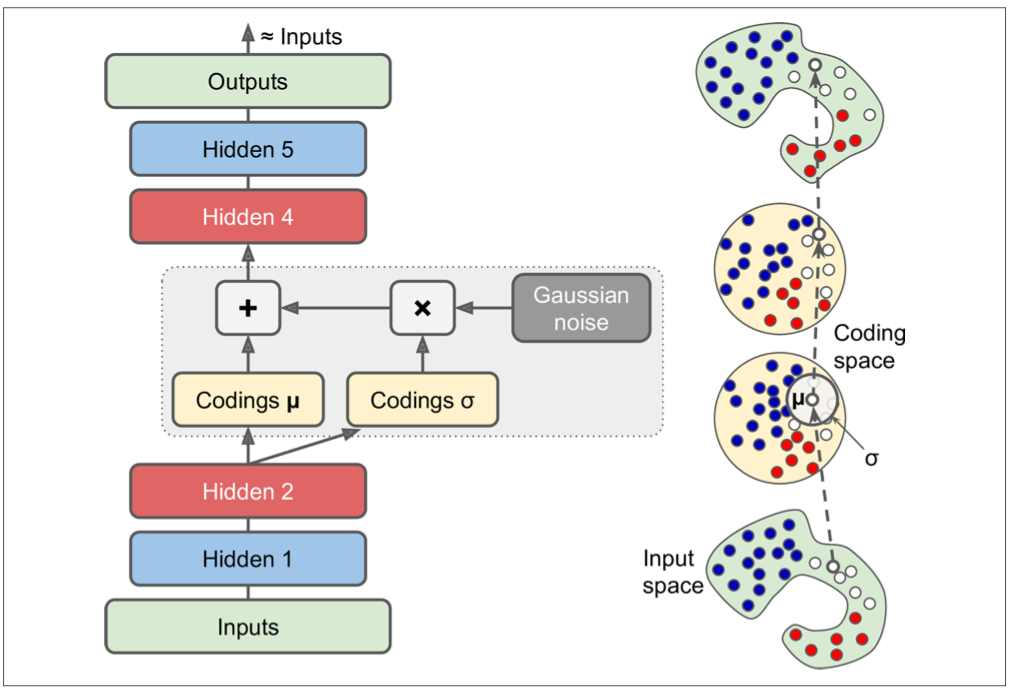 ≈ Inputs
Outputs
Hidden 5
Hidden 4
+
×
Gaussian
noise
Codings μ
Codings σ
Hidden 2
Hidden 1
Inputs
Coding
space
μ
σ
Input
space